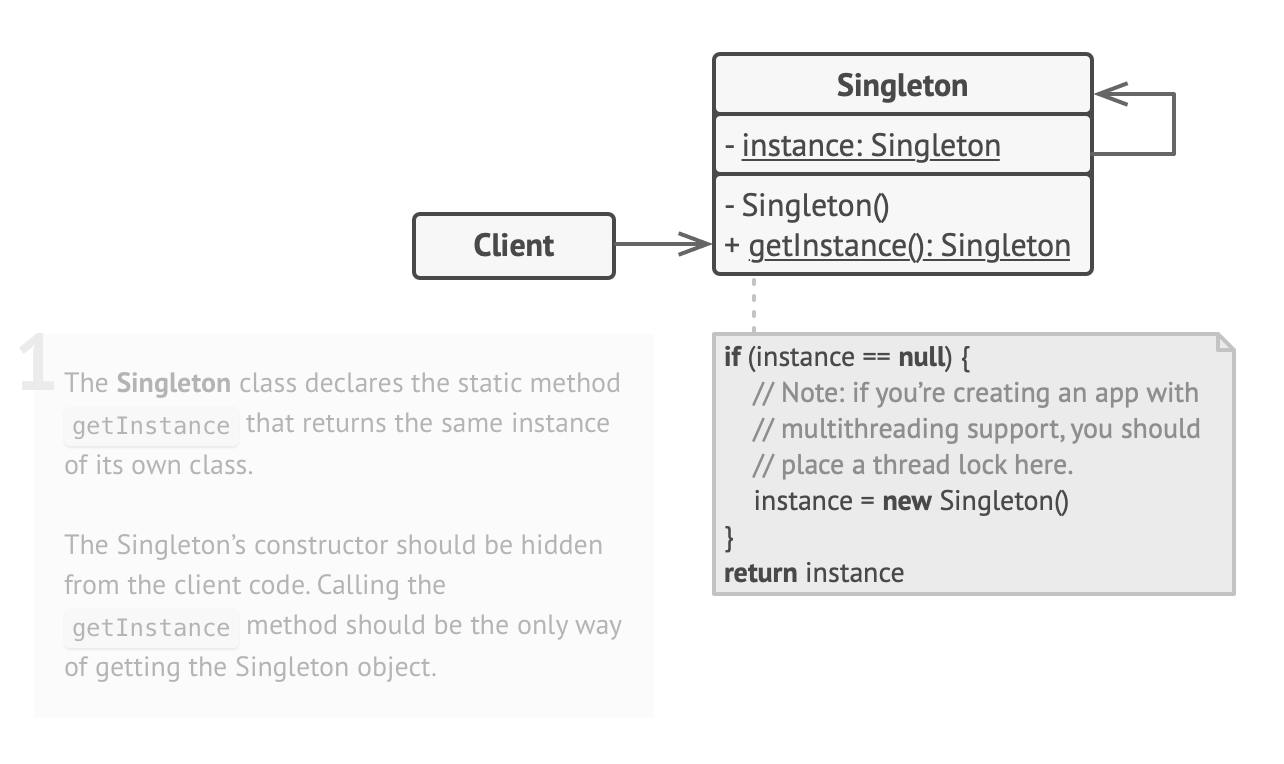 Singleton
- instance: Singleton
- Singleton()
+ getInstance(): Singleton
Client
1
The Singleton class declares the static method
getInstance that returns the same instance
of its own class.
The Singleton’s constructor should be hidden
from the client code. Calling the
getInstance method should be the only way
of getting the Singleton object.
if (instance == null) {
// Note: if you’re creating an app with
// multithreading support, you should
// place a thread lock here.
instance = new Singleton()
}
return instance